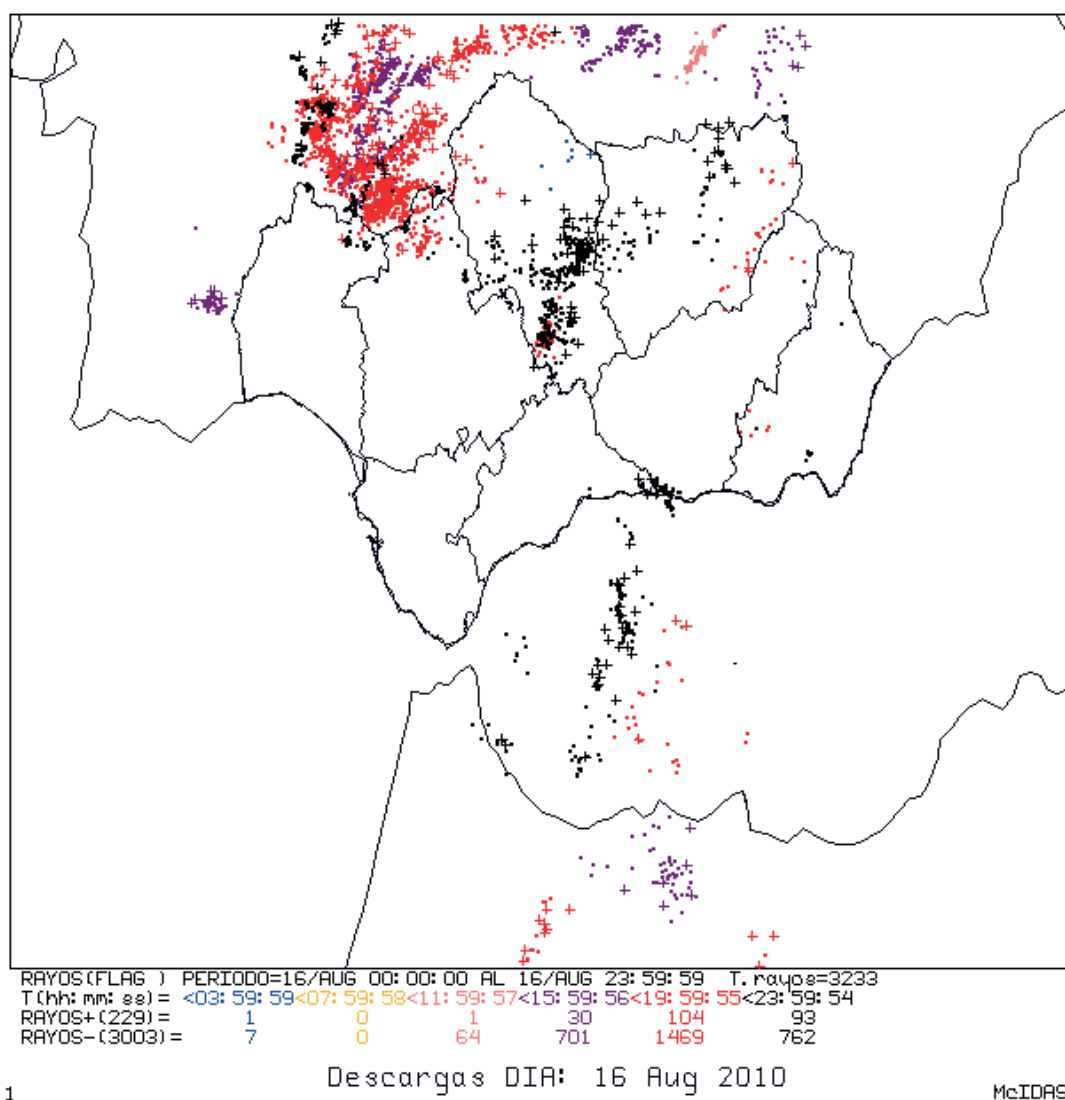 RAYOS(FLAG ) PERIODO=16/AUG 00:00:00 AL 16/AUG 23:59:59 T.rayos=3233
T(hh:mm:ss)= <03:59:59<07:59:58<11:59:57<15:59:56<19:59:55<23:59:54
RAYOS+(229)= 1 0 1 30 104 93
RAYOS-(3003)= 7 0 64 701 1469 762
Descargas DIA: 16 Aug 2010
1 McIDAS